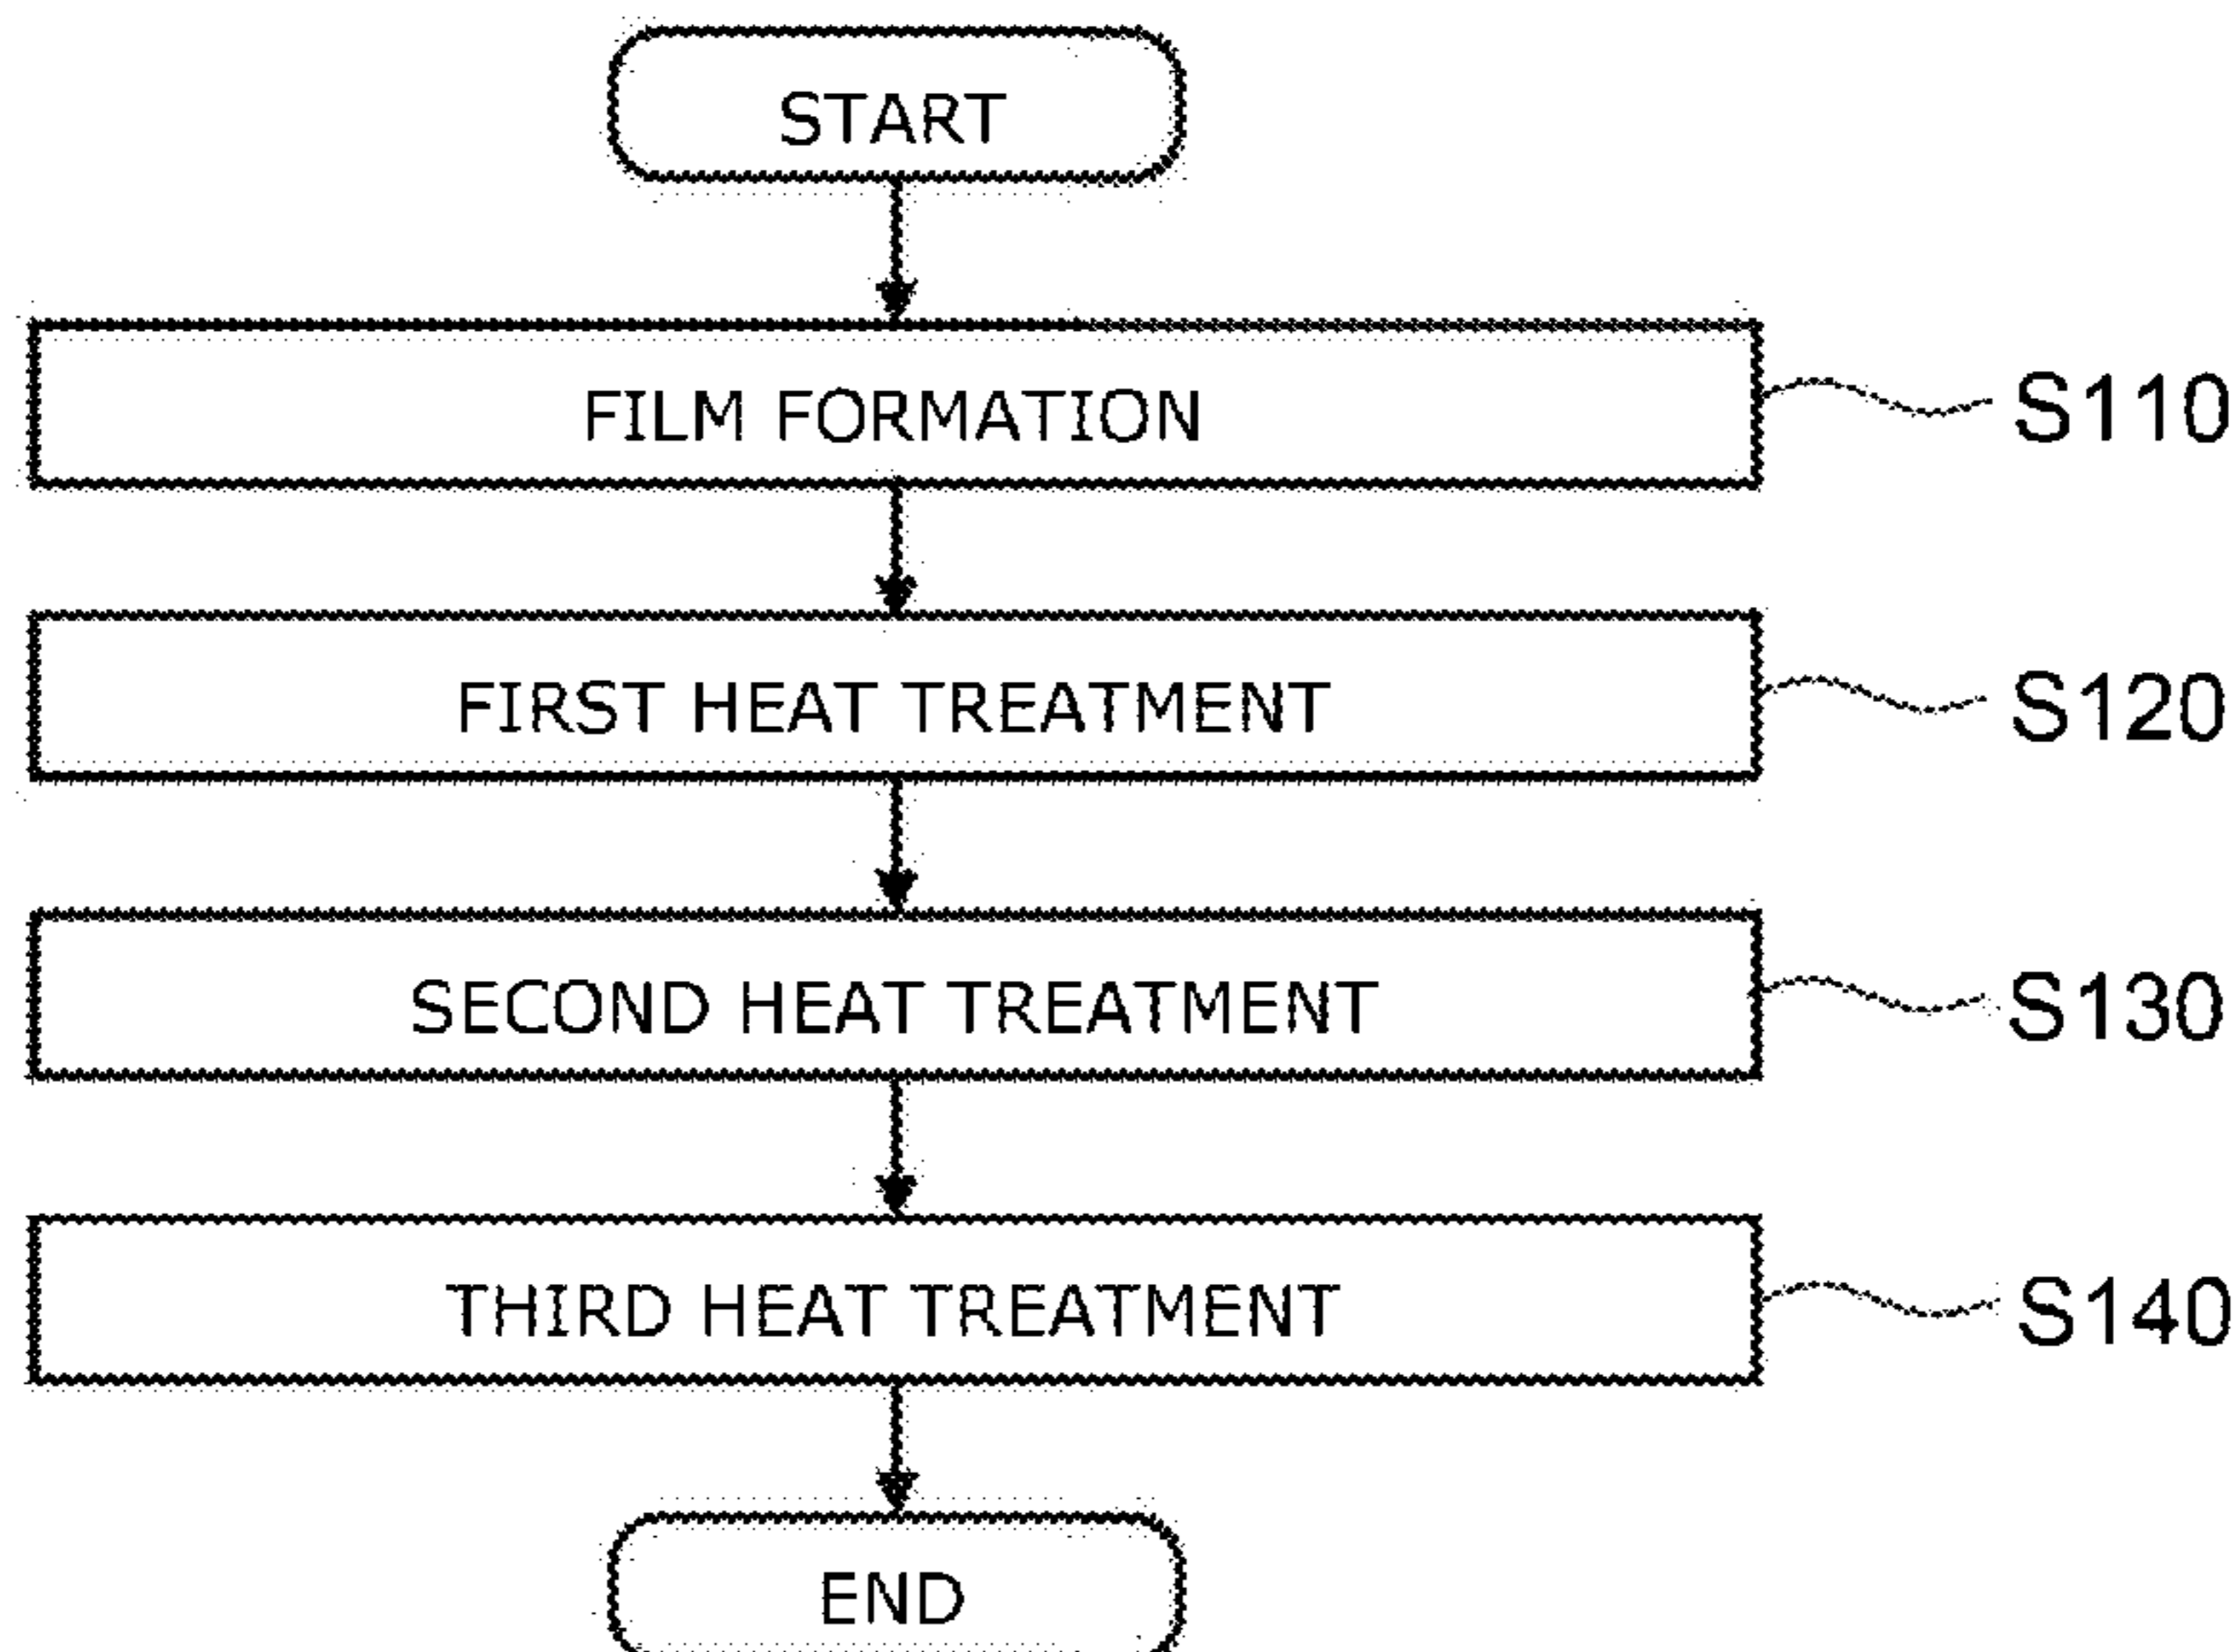 START
FILM FORMATION
S110
FIRST HEAT TREATMENT
S120
SECOND HEAT TREATMENT
S130
THIRD HEAT TREATMENT
S140
END